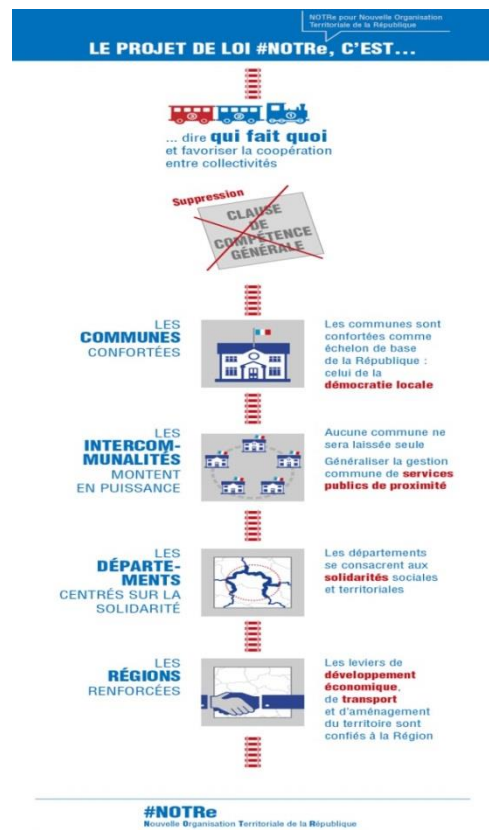 NOTRe pour Nouvelle Organisation
Territoriale de la République
LE PROJET DE LOI #NOTRe, C'EST...
... dire qui fait quoi
et favoriser la coopération
entre collectivités
Suppression
CLAUSE
DE
COMPÉTENCE
GÉNÉRALE
LES
COMMUNES
CONFORTÉES
Les communes sont
confortées comme
échelon de base
de la République :
celui de la
démocratie locale
LES
INTERCOM-
MUNALITÉS
MONTENT
EN PUISSANCE
Aucune commune ne
sera laissée seule
Généraliser la gestion
commune de services
publics de proximité
LES
DÉPARTE-
MENTS
CENTRÉS SUR LA
SOLIDARITÉ
Les départements
se consacrent aux
solidarités sociales
et territoriales
LES
RÉGIONS
RENFORCÉES
Les leviers de
développement
économique,
de transport
et d'aménagement
du territoire sont
confiés à la Région
#NOTRe
Nouvelle Organisation Territoriale de la République